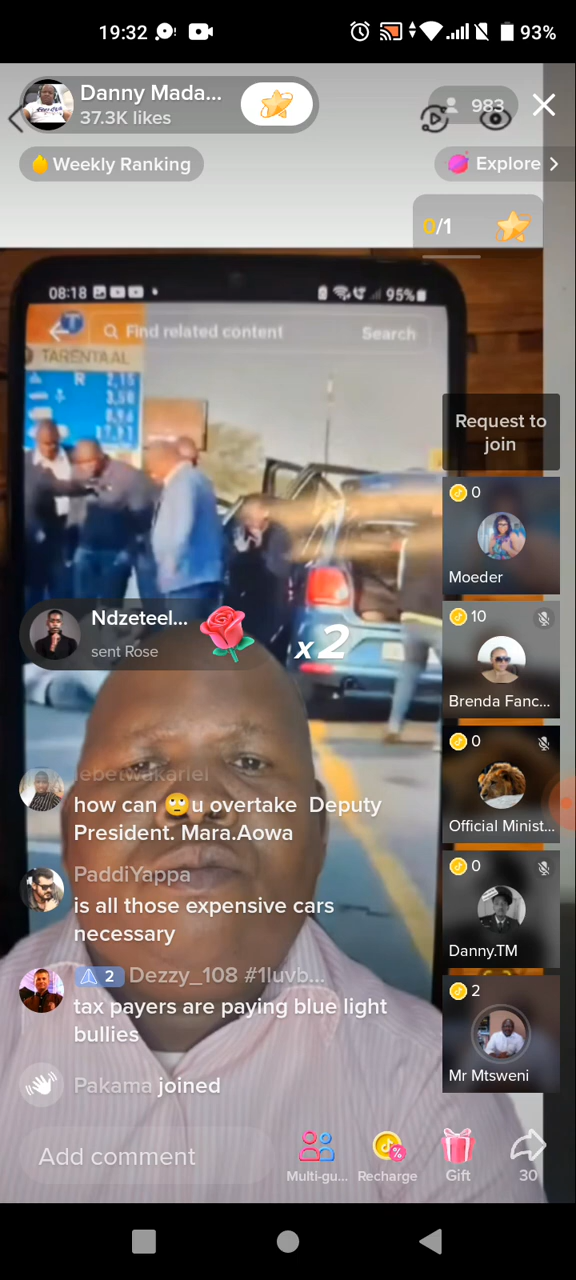 19:32
93%
Danny Mada...
37.3K likes
983
Weekly Ranking
Explore
0/1
08:18
95%
Find related content
Search
TARENTAAL
R
Request to
join
0
Moeder
Ndzeteel...
sent Rose
x2
10
Brenda Fanc...
lebetwakariel
how can 🙄u overtake Deputy
President. Mara.Aowa
0
Official Minist...
PaddiYappa
is all those expensive cars
necessary
0
Danny.TM
2 Dezzy_108 #1luvb...
tax payers are paying blue light
bullies
2
Mr Mtsweni
Pakama joined
Add comment
Multi-gu...
Recharge
Gift
30